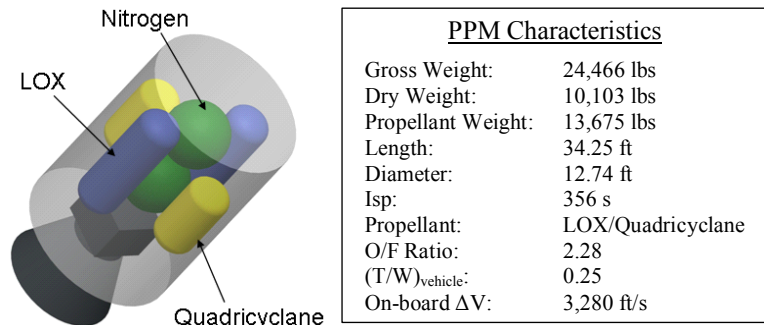 Nitrogen
LOX
Quadricyclane
PPM Characteristics
Gross Weight: 24,466 lbs
Dry Weight: 10,103 lbs
Propellant Weight: 13,675 lbs
Length: 34.25 ft
Diameter: 12.74 ft
Isp: 356 s
Propellant: LOX/Quadricyclane
O/F Ratio: 2.28
(T/W)vehicle: 0.25
On-board ΔV: 3,280 ft/s